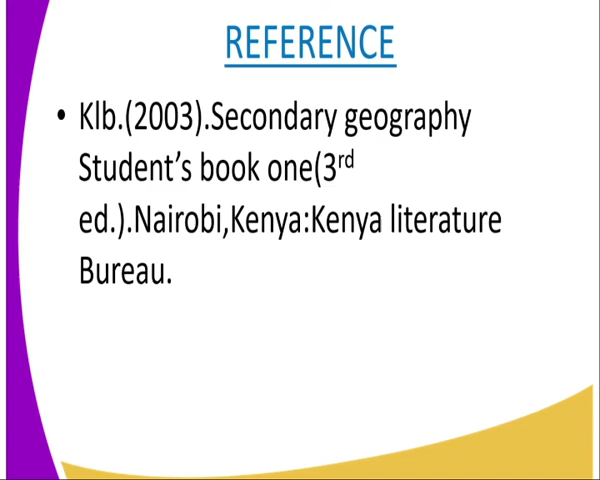 REFERENCE
• Klb.(2003).Secondary geography
Student’s book one(3rd
ed.).Nairobi,Kenya:Kenya literature
Bureau.